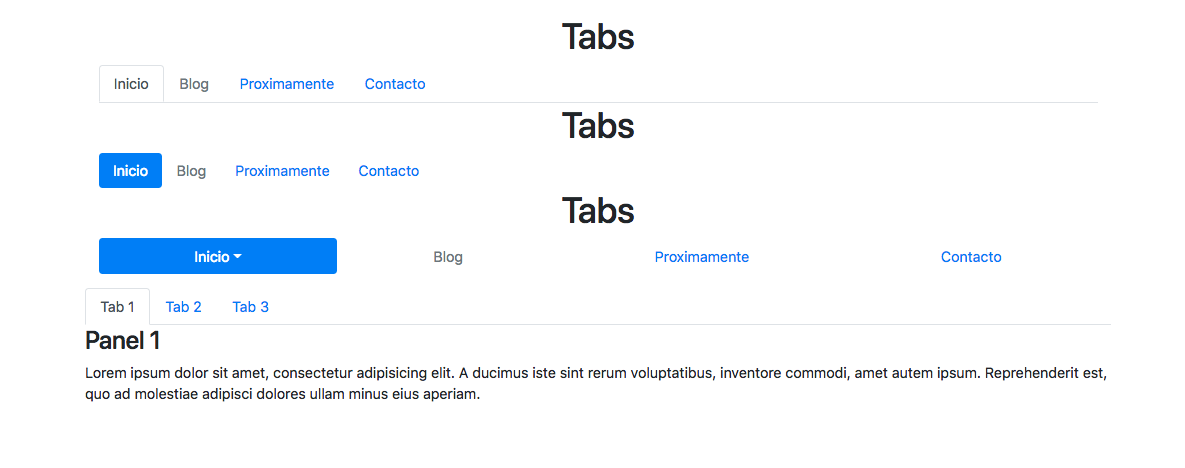 Tabs
Inicio Blog Proximamente Contacto
Tabs
Inicio Blog Proximamente Contacto
Tabs
Inicio Blog Proximamente Contacto
Tab 1 Tab 2 Tab 3
Panel 1
Lorem ipsum dolor sit amet, consectetur adipisicing elit. A ducimus iste sint rerum voluptatibus, inventore commodi, amet autem ipsum. Reprehenderit est,
quo ad molestiae adipisci dolores ullam minus eius aperiam.